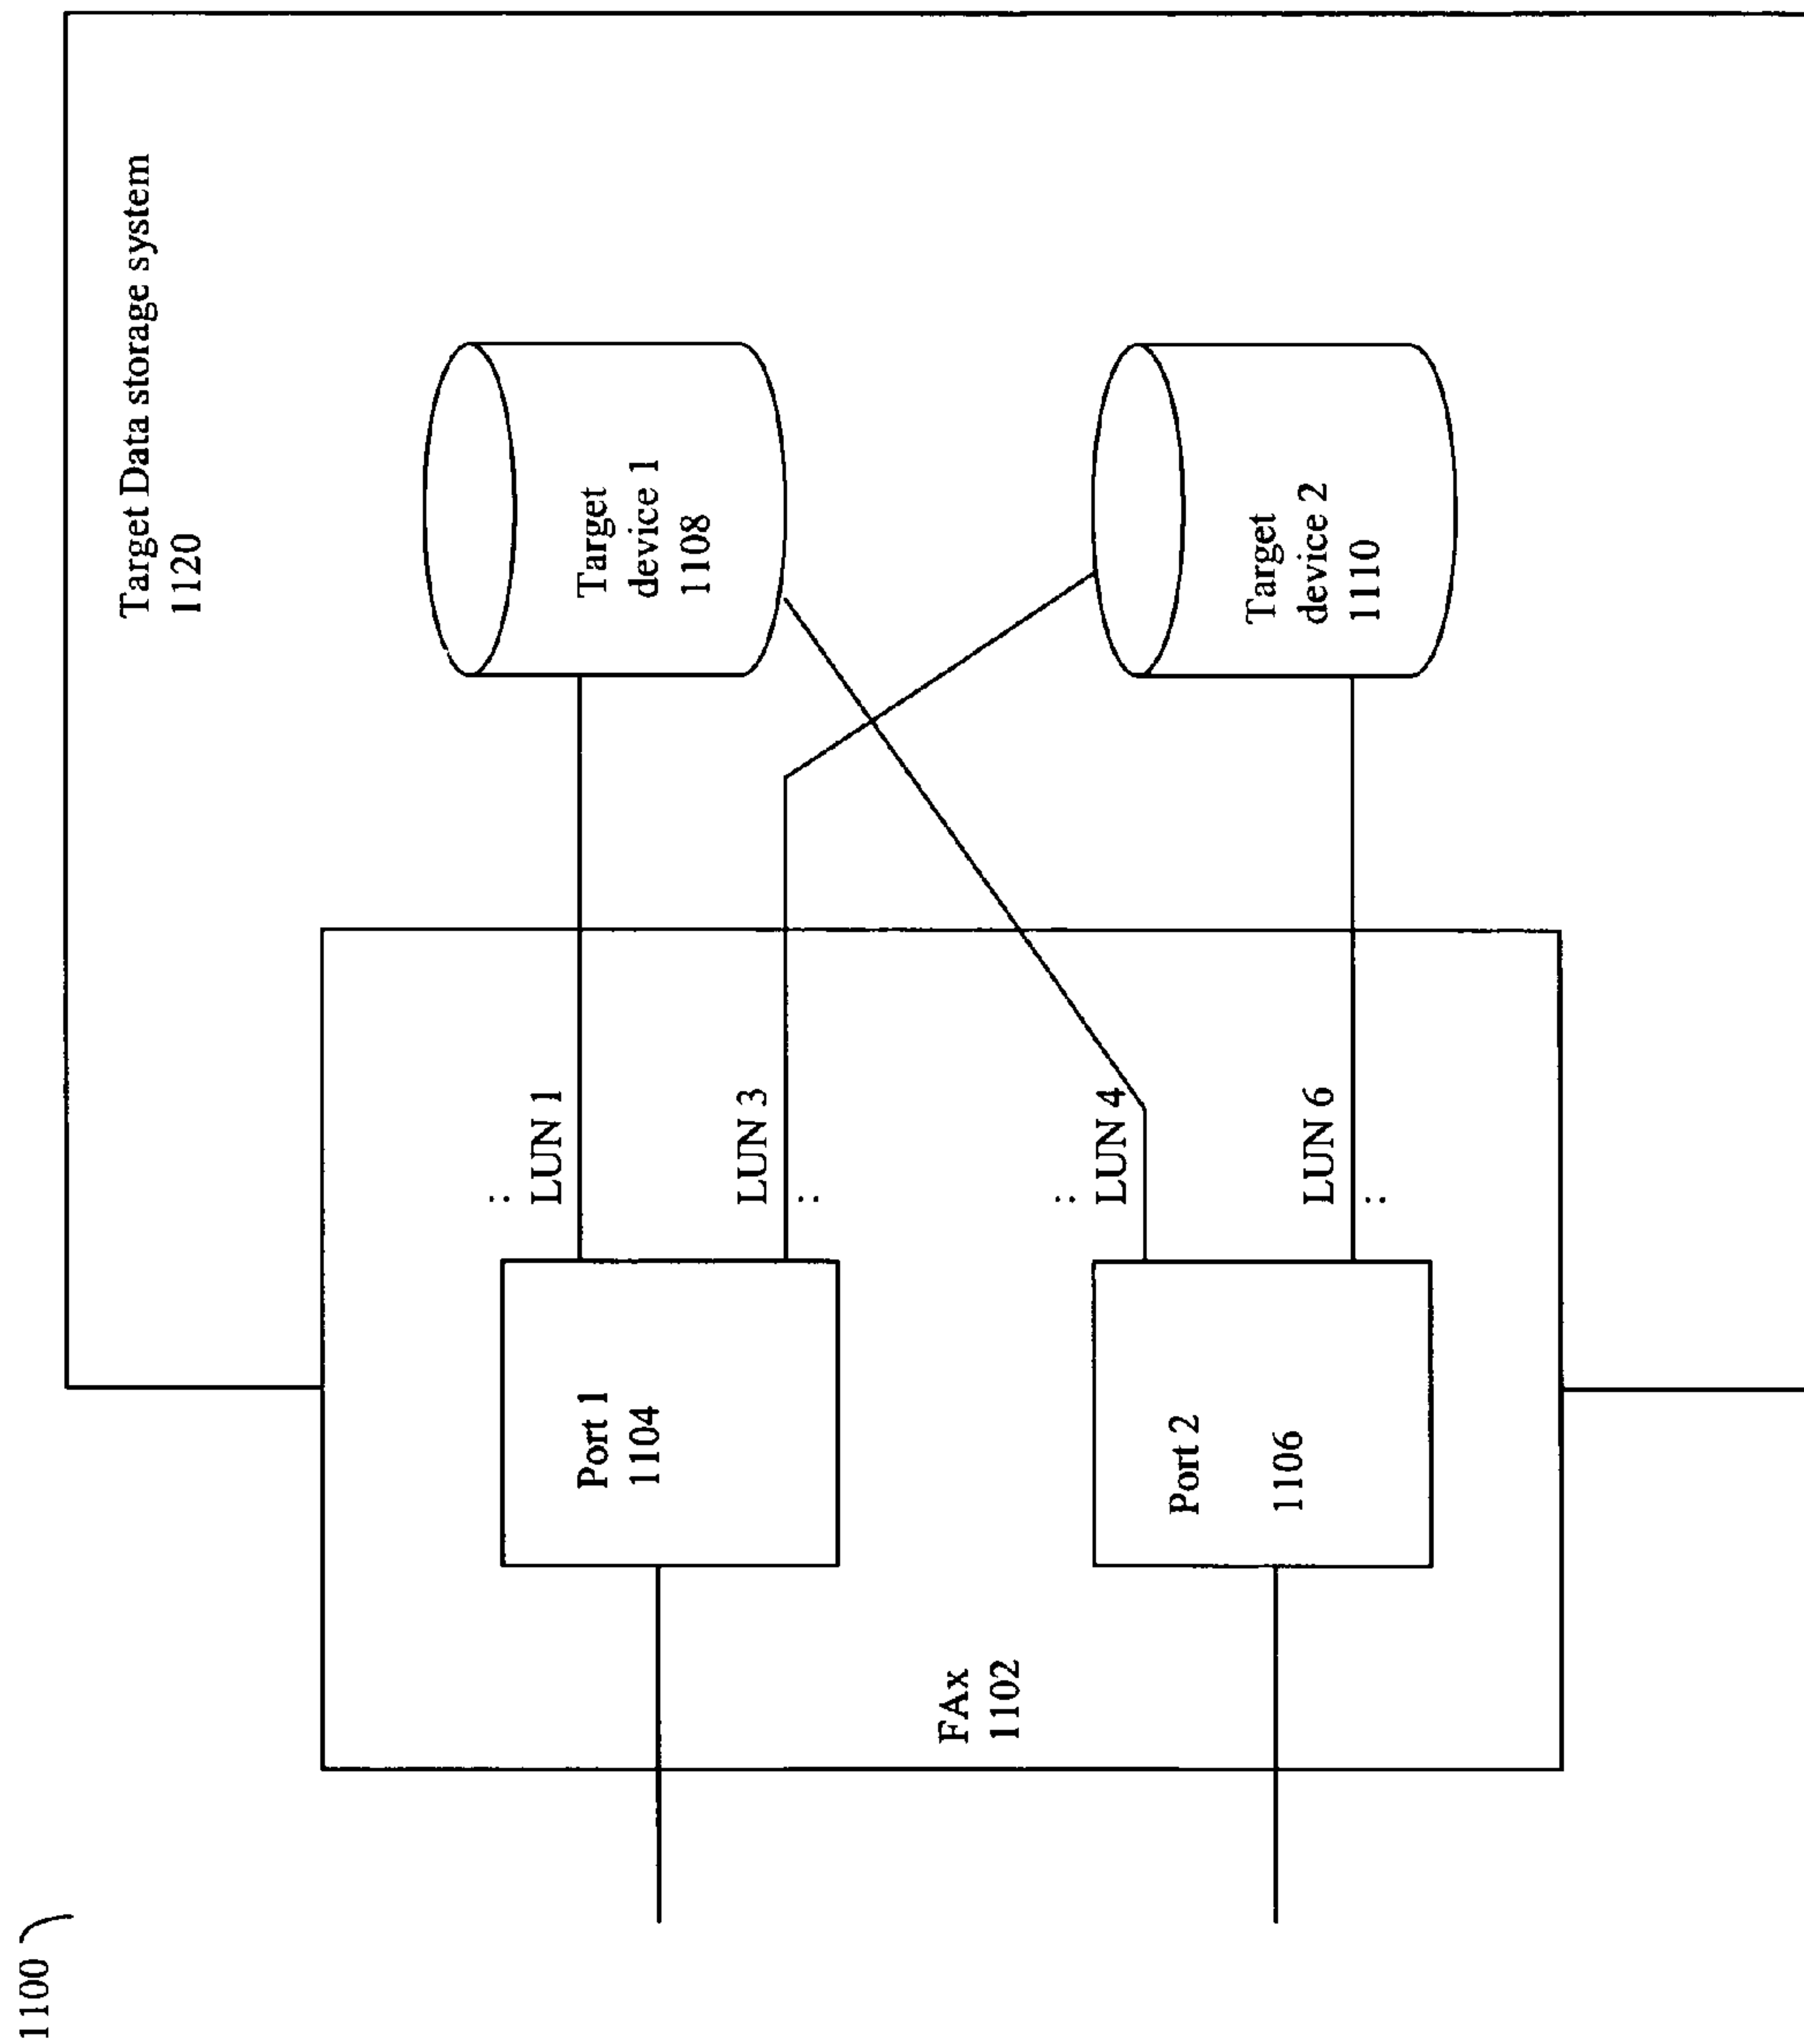 1100
Target Data storage system
1120
Target
device 1
1108
Target
device 2
1110
LUN 1
LUN 3
LUN 4
LUN 6
Port 1
1104
Port 2
1106
FAx
1102